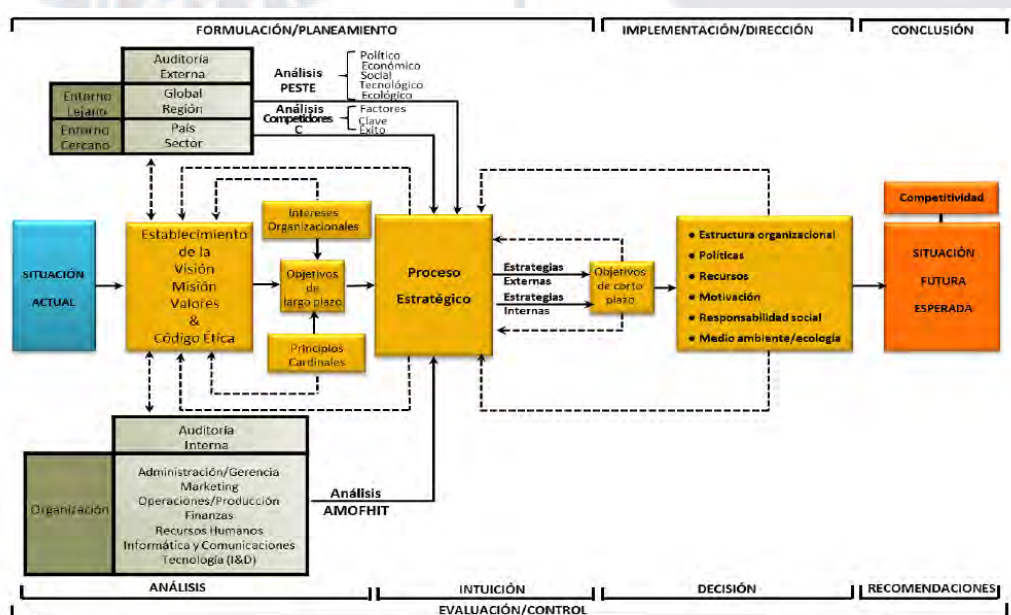 FORMULACIÓN/PLANEAMIENTO
IMPLEMENTACIÓN/DIRECCIÓN
CONCLUSIÓN
Auditoría
Externa
Entorno
Lejano
Global
Región
Entorno
Cercano
País
Sector
Análisis
PESTE
Político
Económico
Social
Tecnológico
Ecológico
Análisis
Competidores
C
Factores
Clave
Éxito
SITUACIÓN
ACTUAL
Establecimiento
de la
Visión
Misión
Valores
&
Código Ética
Intereses
Organizacionales
Objetivos
de
largo plazo
Principios
Cardinales
Proceso
Estratégico
Estrategias
Externas
Estrategias
Internas
Objetivos
de corto
plazo
• Estructura organizacional
• Políticas
• Recursos
• Motivación
• Responsabilidad social
• Medio ambiente/ecología
Competitividad
SITUACIÓN
FUTURA
ESPERADA
Auditoría
Interna
Organización
Administración/Gerencia
Marketing
Operaciones/Producción
Finanzas
Recursos Humanos
Informática y Comunicaciones
Tecnología (I&D)
Análisis
AMOFHIT
ANÁLISIS
INTUICIÓN
DECISIÓN
RECOMENDACIONES
EVALUACIÓN/CONTROL